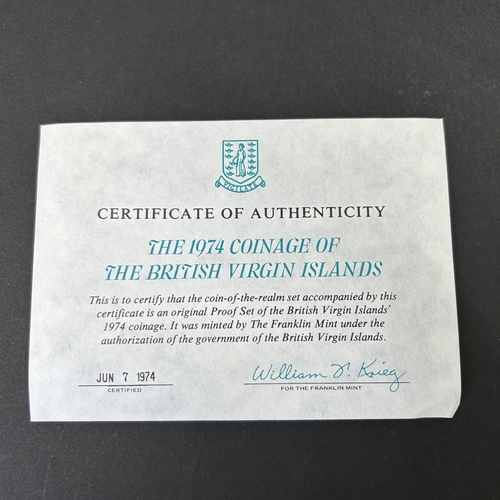 VIGILATE
CERTIFICATE OF AUTHENTICITY
THE 1974 COINAGE OF
THE BRITISH VIRGIN ISLANDS
This is to certify that the coin-of-the-realm set accompanied by this
certificate is an original Proof Set of the British Virgin Islands'
1974 coinage. It was minted by The Franklin Mint under the
authorization of the government of the British Virgin Islands.
JUN 7 1974
CERTIFIED
William F. Krieg
FOR THE FRANKLIN MINT